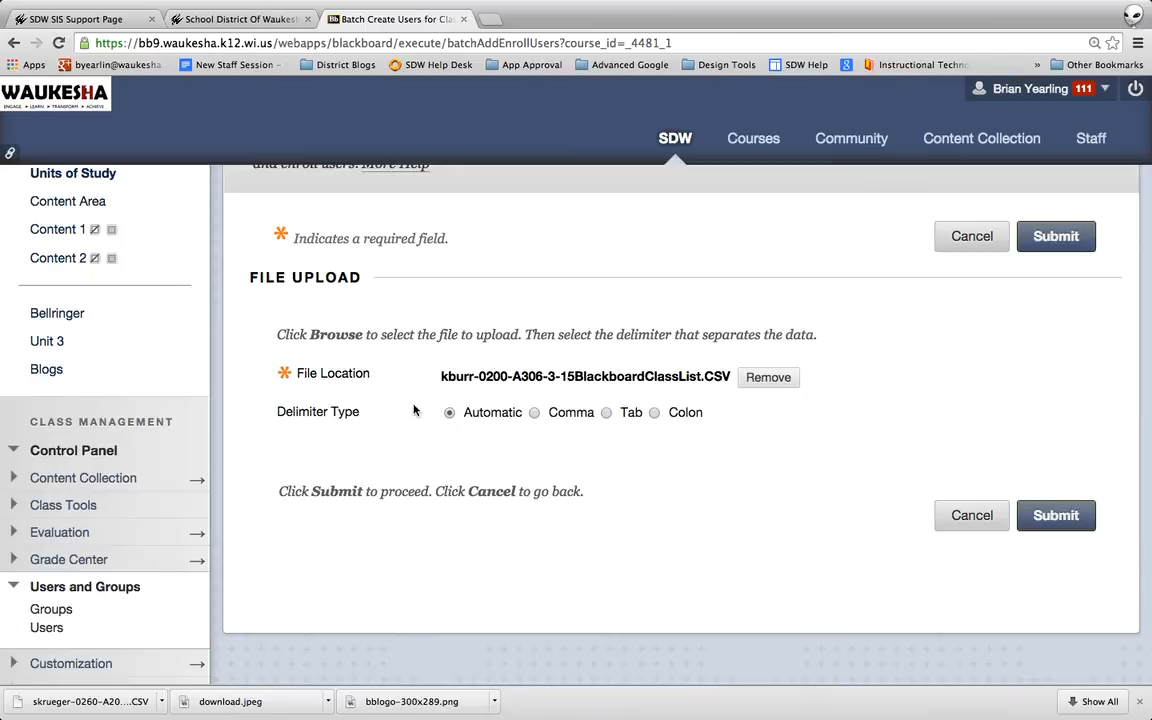 SDW SIS Support Page
School District Of Waukesh
Batch Create Users for Clas
https://bb9.waukesha.k12.wi.us/webapps/blackboard/execute/batchAddEnrollUsers?course_id=_4481_1
Apps
byearlin@waukesha.
New Staff Session -
District Blogs
SDW Help Desk
App Approval
Advanced Google
Design Tools
SDW Help
Instructional Techno
»
Other Bookmarks
WAUKESHA
ENGAGE • LEARN • TRANSFORM • ACHIEVE
Brian Yearling 111
SDW
Courses
Community
Content Collection
Staff
and enroll users. More Help
Units of Study
Content Area
Content 1
Content 2
Bellringer
Unit 3
Blogs
CLASS MANAGEMENT
Control Panel
Content Collection
Class Tools
Evaluation
Grade Center
Users and Groups
Groups
Users
Customization
* Indicates a required field.
Cancel
Submit
FILE UPLOAD
Click Browse to select the file to upload. Then select the delimiter that separates the data.
* File Location
kburr-0200-A306-3-15BlackboardClassList.CSV
Remove
Delimiter Type
Automatic
Comma
Tab
Colon
Click Submit to proceed. Click Cancel to go back.
Cancel
Submit
skrueger-0260-A20....CSV
download.jpeg
bblogo-300x289.png
Show All